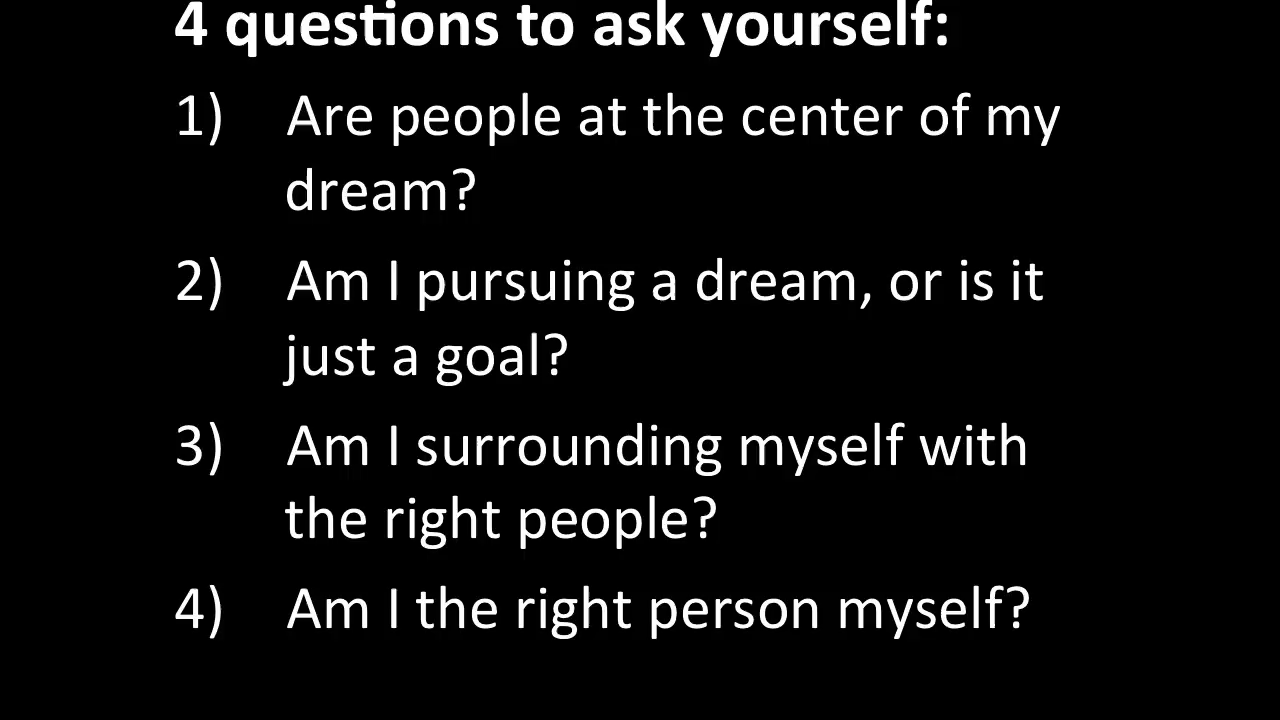 4 questions to ask yourself:
1) Are people at the center of my
dream?
2) Am I pursuing a dream, or is it
just a goal?
3) Am I surrounding myself with
the right people?
4) Am I the right person myself?